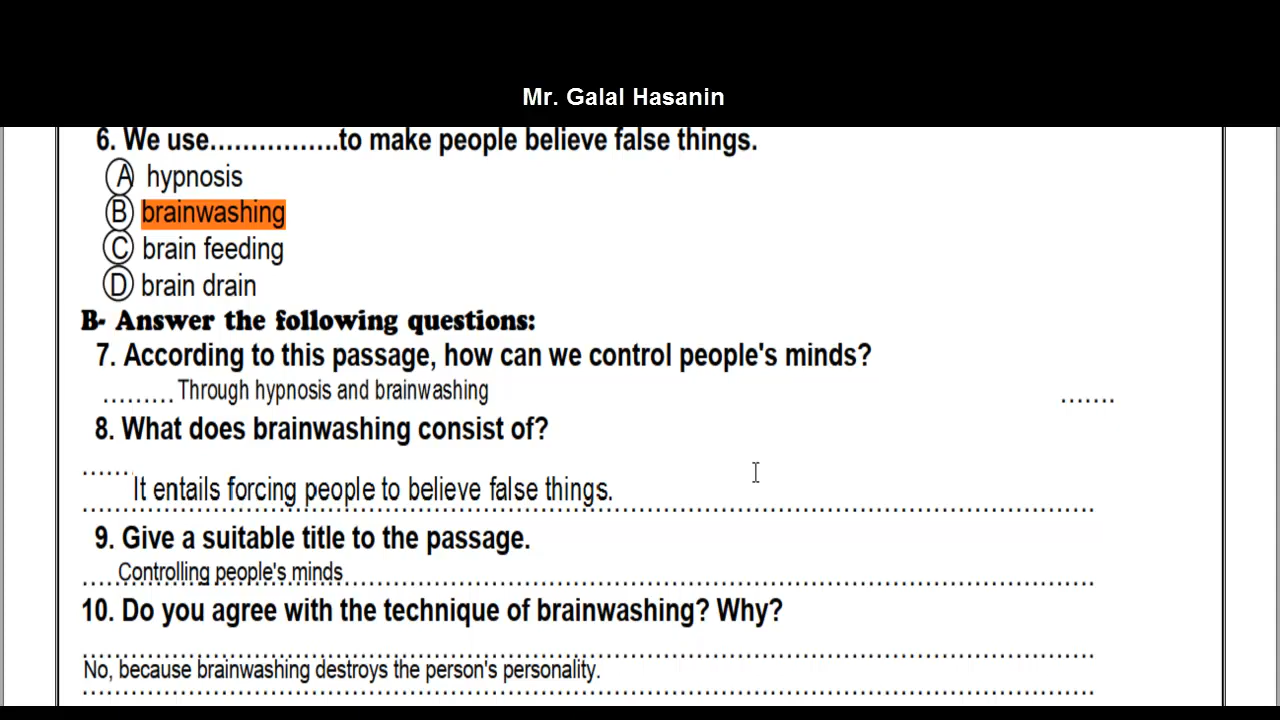 Mr. Galal Hasanin
6. We use................to make people believe false things.
A hypnosis
B brainwashing
C brain feeding
D brain drain
B- Answer the following questions:
7. According to this passage, how can we control people's minds?
.........Through hypnosis and brainwashing .......
8. What does brainwashing consist of?
......
It entails forcing people to believe false things.
9. Give a suitable title to the passage.
....Controlling people's minds
10. Do you agree with the technique of brainwashing? Why?
No, because brainwashing destroys the person's personality.